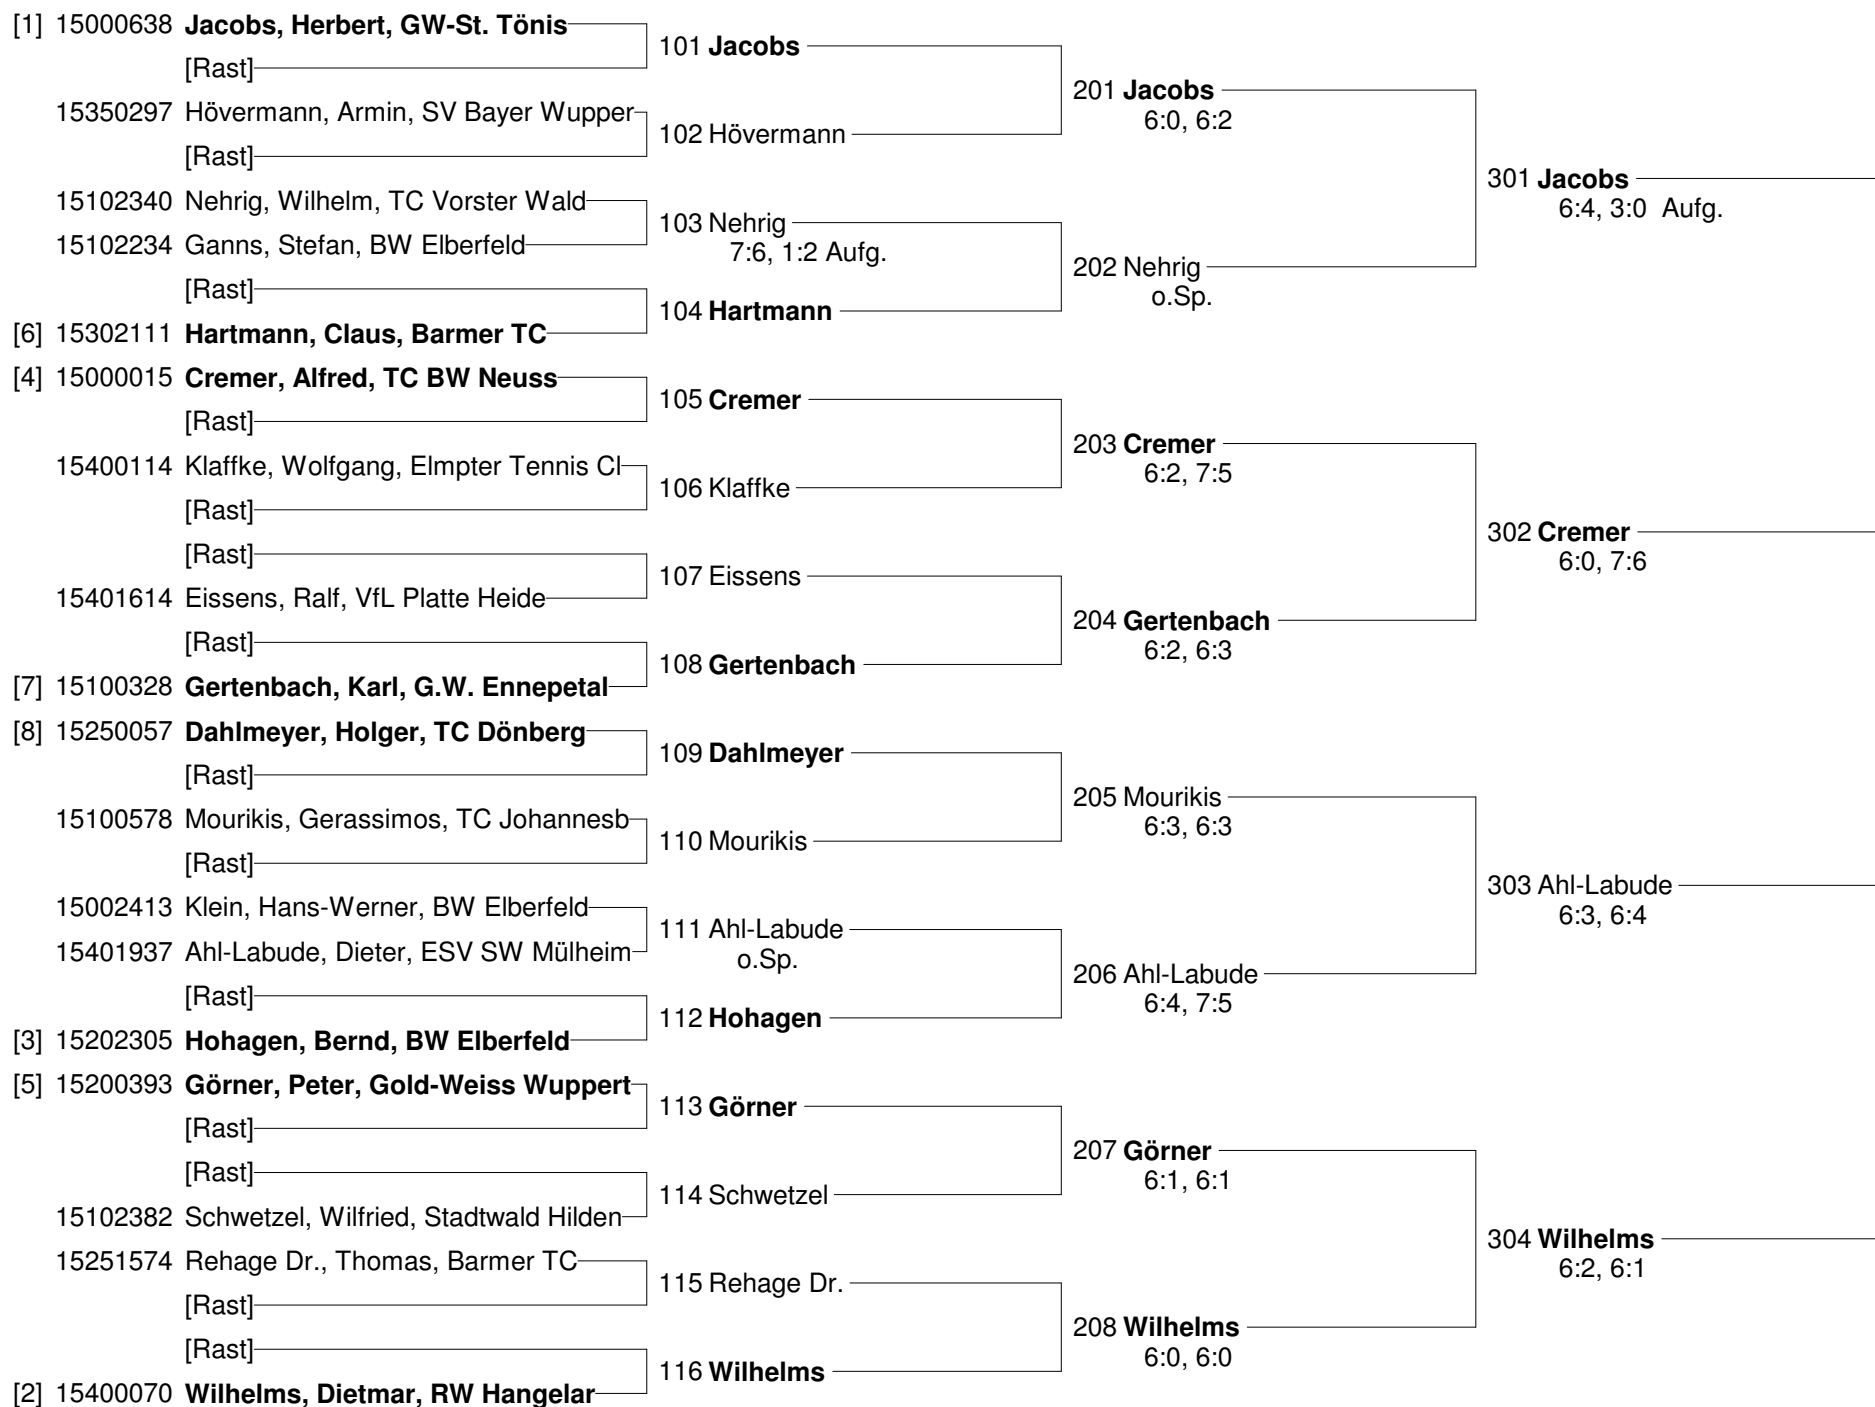 [1] 15000638 Jacobs, Herbert, GW-St. Tönis
101 Jacobs
[Rast]
201 Jacobs
6:0, 6:2
15350297 Hövermann, Armin, SV Bayer Wupper
102 Hövermann
[Rast]
301 Jacobs
6:4, 3:0 Aufg.
15102340 Nehrig, Wilhelm, TC Vorster Wald
103 Nehrig
7:6, 1:2 Aufg.
15102234 Ganns, Stefan, BW Elberfeld
202 Nehrig
o.Sp.
[Rast]
104 Hartmann
[6] 15302111 Hartmann, Claus, Barmer TC
[4] 15000015 Cremer, Alfred, TC BW Neuss
105 Cremer
[Rast]
203 Cremer
6:2, 7:5
15400114 Klaffke, Wolfgang, Elmpter Tennis Cl
106 Klaffke
[Rast]
302 Cremer
6:0, 7:6
[Rast]
107 Eissens
15401614 Eissens, Ralf, VfL Platte Heide
204 Gertenbach
6:2, 6:3
[Rast]
108 Gertenbach
[7] 15100328 Gertenbach, Karl, G.W. Ennepetal
[8] 15250057 Dahlmeyer, Holger, TC Dönberg
109 Dahlmeyer
[Rast]
205 Mourikis
6:3, 6:3
15100578 Mourikis, Gerassimos, TC Johannesb
110 Mourikis
[Rast]
303 Ahl-Labude
6:3, 6:4
15002413 Klein, Hans-Werner, BW Elberfeld
111 Ahl-Labude
o.Sp.
15401937 Ahl-Labude, Dieter, ESV SW Mülheim
206 Ahl-Labude
6:4, 7:5
[Rast]
112 Hohagen
[3] 15202305 Hohagen, Bernd, BW Elberfeld
[5] 15200393 Görner, Peter, Gold-Weiss Wuppert
113 Görner
[Rast]
207 Görner
6:1, 6:1
[Rast]
114 Schwetzel
15102382 Schwetzel, Wilfried, Stadtwald Hilden
304 Wilhelms
6:2, 6:1
15251574 Rehage Dr., Thomas, Barmer TC
115 Rehage Dr.
[Rast]
208 Wilhelms
6:0, 6:0
[Rast]
116 Wilhelms
[2] 15400070 Wilhelms, Dietmar, RW Hangelar